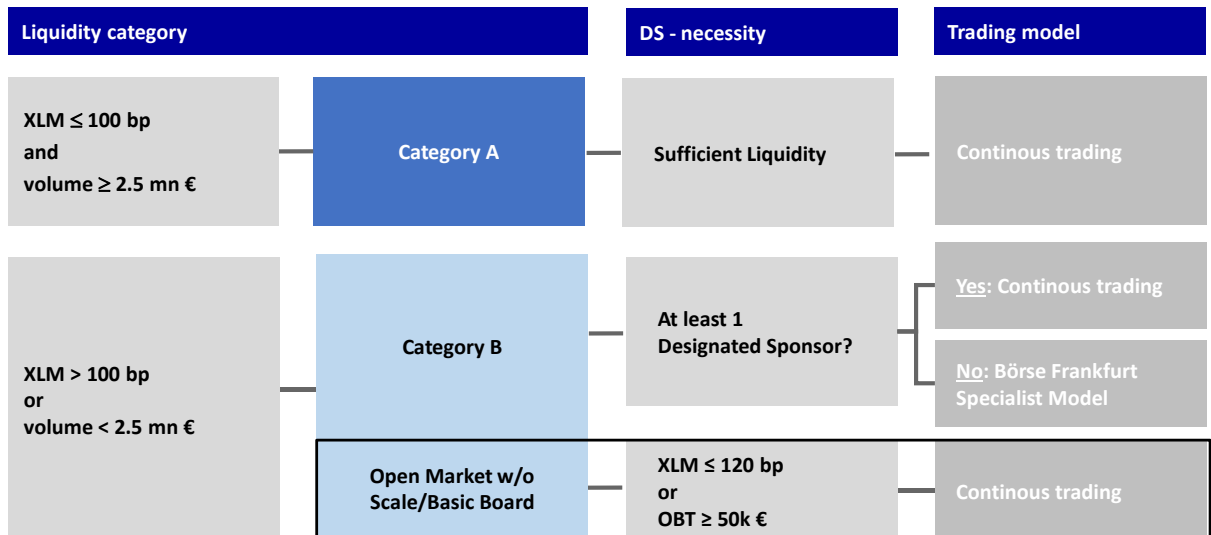 Liquidity category
DS - necessity
Trading model
XLM ≤ 100 bp
and
volume ≥ 2.5 mn €
Category A
Sufficient Liquidity
Continous trading
XLM > 100 bp
or
volume < 2.5 mn €
Category B
At least 1
Designated Sponsor?
Yes: Continous trading
No: Börse Frankfurt
Specialist Model
Open Market w/o
Scale/Basic Board
XLM ≤ 120 bp
or
OBT ≥ 50k €
Continous trading